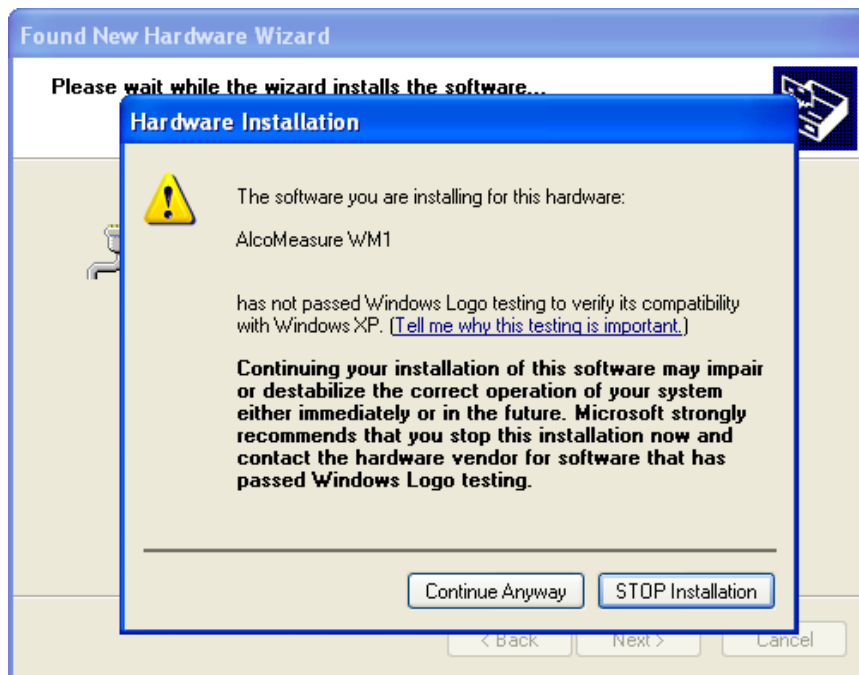 Found New Hardware Wizard
Please wait while the wizard installs the software...
Hardware Installation
The software you are installing for this hardware:
AlcoMeasure WM1
has not passed Windows Logo testing to verify its compatibility
with Windows XP. (Tell me why this testing is important.)
Continuing your installation of this software may impair
or destabilize the correct operation of your system
either immediately or in the future. Microsoft strongly
recommends that you stop this installation now and
contact the hardware vendor for software that has
passed Windows Logo testing.
Continue Anyway STOP Installation
< Back Next > Cancel